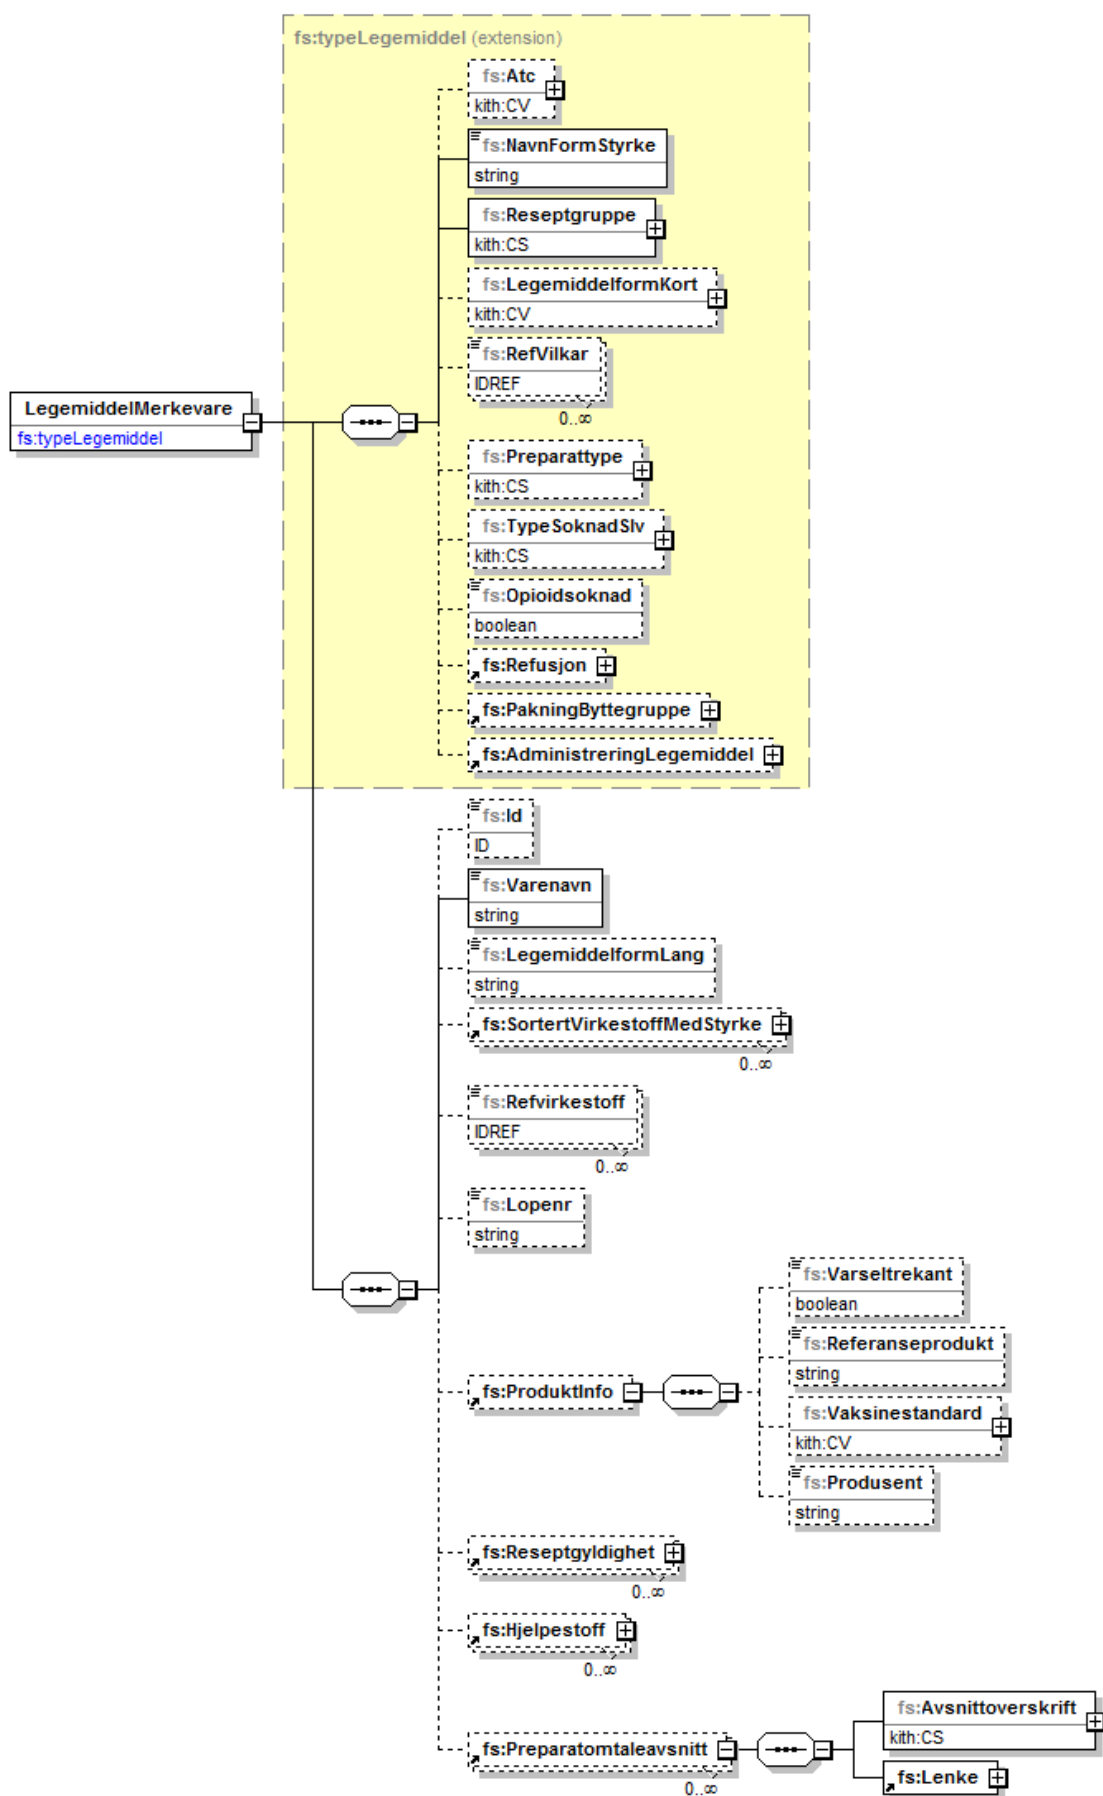 fs:typeLegemiddel (extension)
fs:Atc
kith:CV
fs:NavnFormStyrke
string
fs:Reseptgruppe
kith:CS
fs:LegemiddelformKort
kith:CV
fs:RefVilkar
IDREF
0..∞
LegemiddelMerkevare
fs:typeLegemiddel
fs:Preparattype
kith:CS
fs:TypeSoknadSlv
kith:CS
fs:Opioidsoknad
boolean
fs:Refusjon
fs:PakningByttegruppe
fs:AdministreringLegemiddel
fs:Id
ID
fs:Varenavn
string
fs:LegemiddelformLang
string
fs:SortertVirkestoffMedStyrke
0..∞
fs:Refvirkestoff
IDREF
0..∞
fs:Lopenr
string
fs:Varseltrekant
boolean
fs:Referanseprodukt
string
fs:ProduktInfo
fs:Vaksinestandard
kith:CV
fs:Produsent
string
fs:Reseptgyldighet
0..∞
fs:Hjelpestoff
0..∞
fs:Avsnittoverskrift
kith:CS
fs:Preparatomtaleavsnitt
0..∞
fs:Lenke